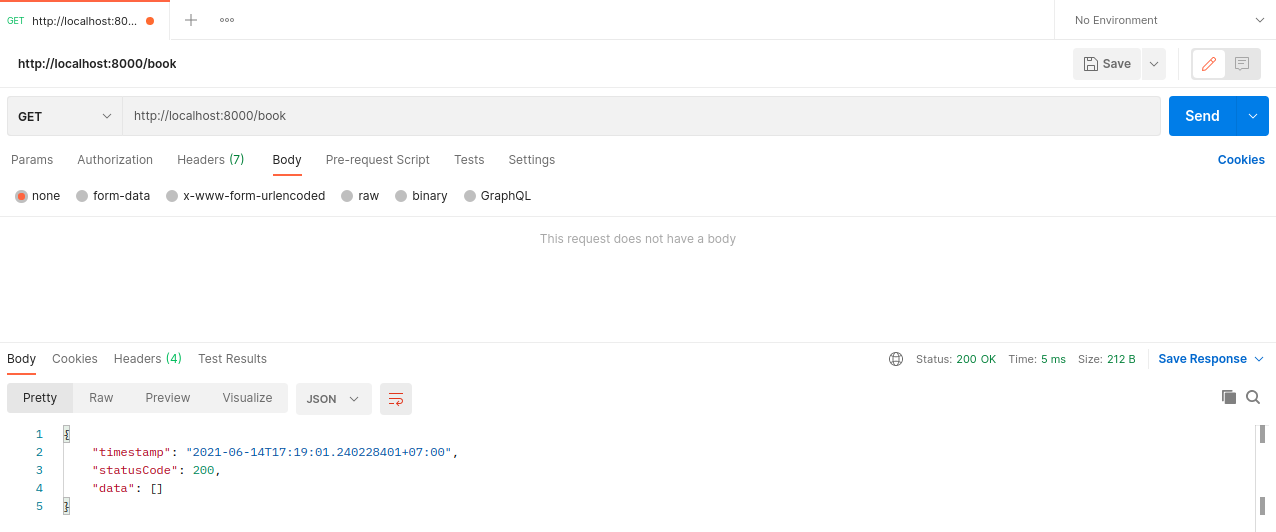 GET http://localhost:80... No Environment
http://localhost:8000/book Save
GET http://localhost:8000/book Send
Params Authorization Headers (7) Body Pre-request Script Tests Settings Cookies
none form-data x-www-form-urlencoded raw binary GraphQL
This request does not have a body
Body Cookies Headers (4) Test Results Status: 200 OK Time: 5 ms Size: 212 B Save Response
Pretty Raw Preview Visualize JSON
1 {
2 "timestamp": "2021-06-14T17:19:01.240228401+07:00",
3 "statusCode": 200,
4 "data": []
5 }